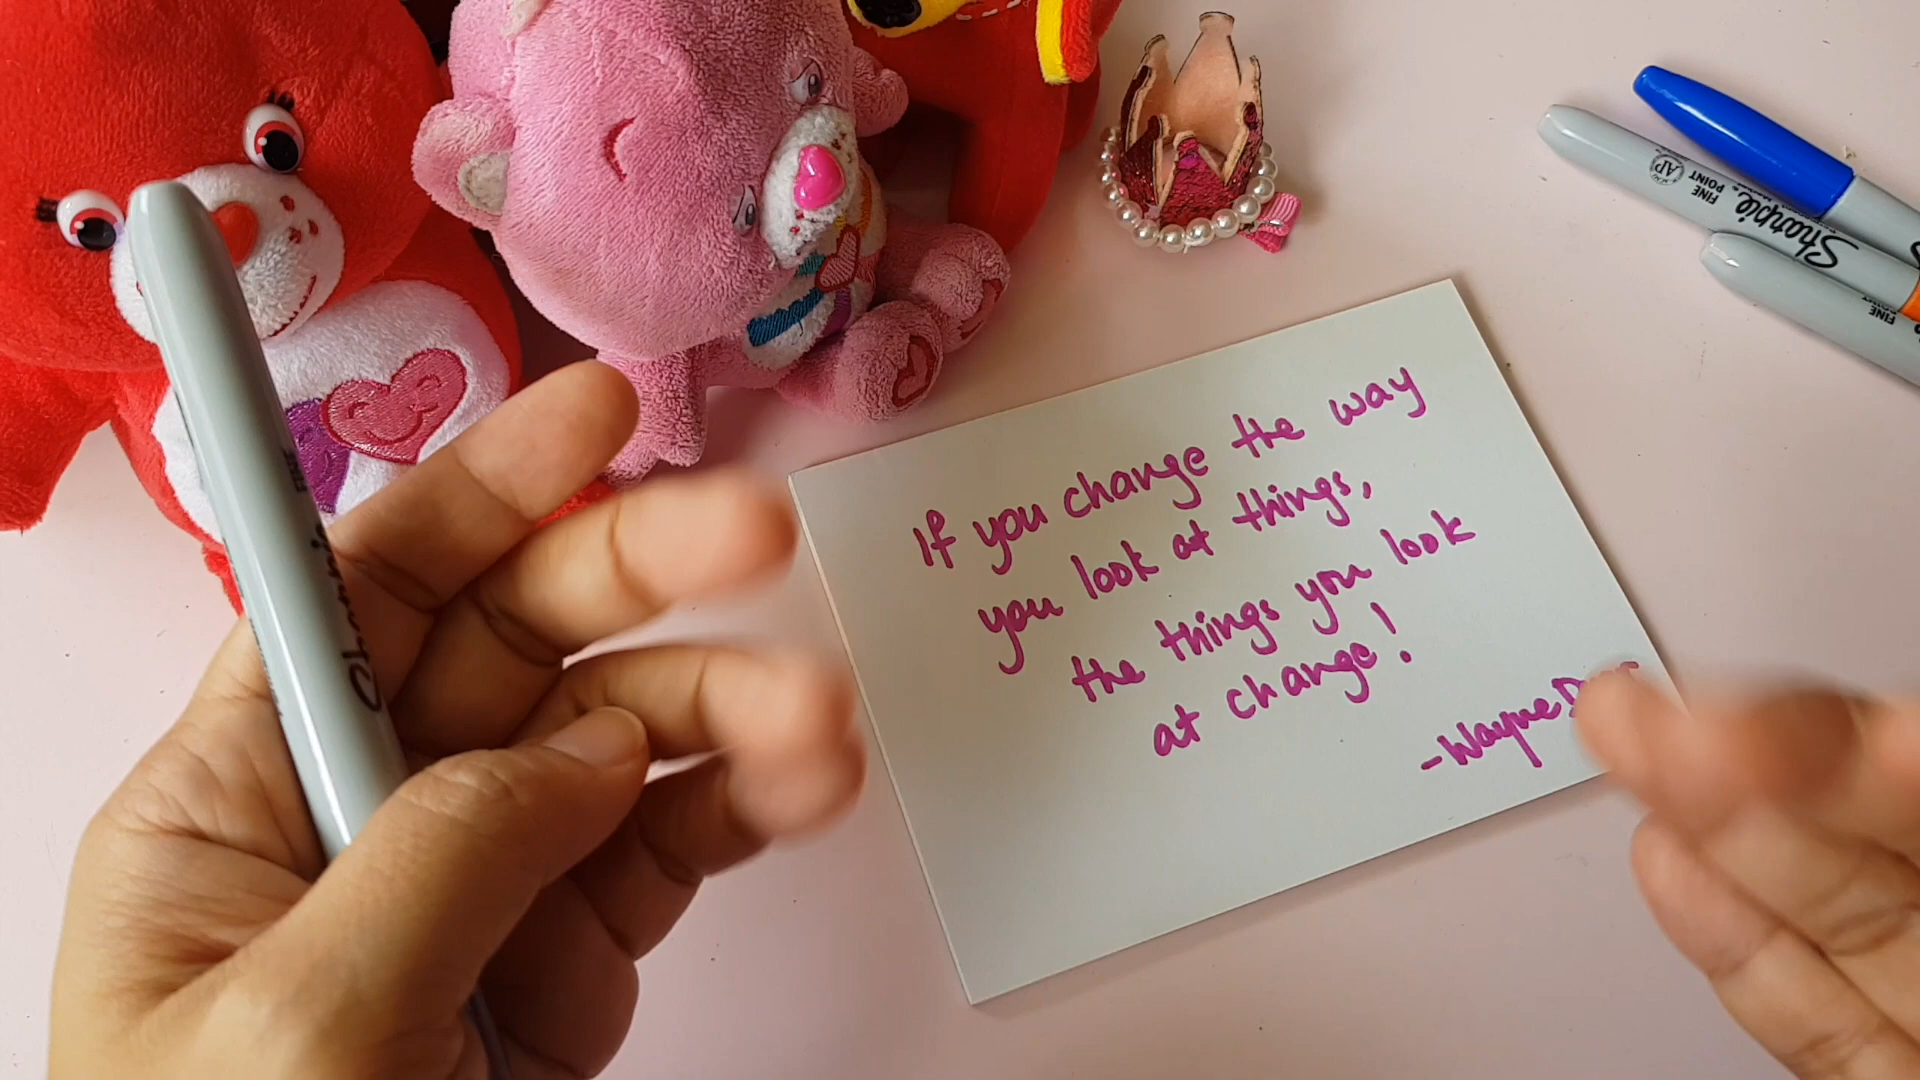 If you change the way
you look at things,
the things you look
at change!
-Wayne
Sharpie
FINE
POINT
AP
FINE